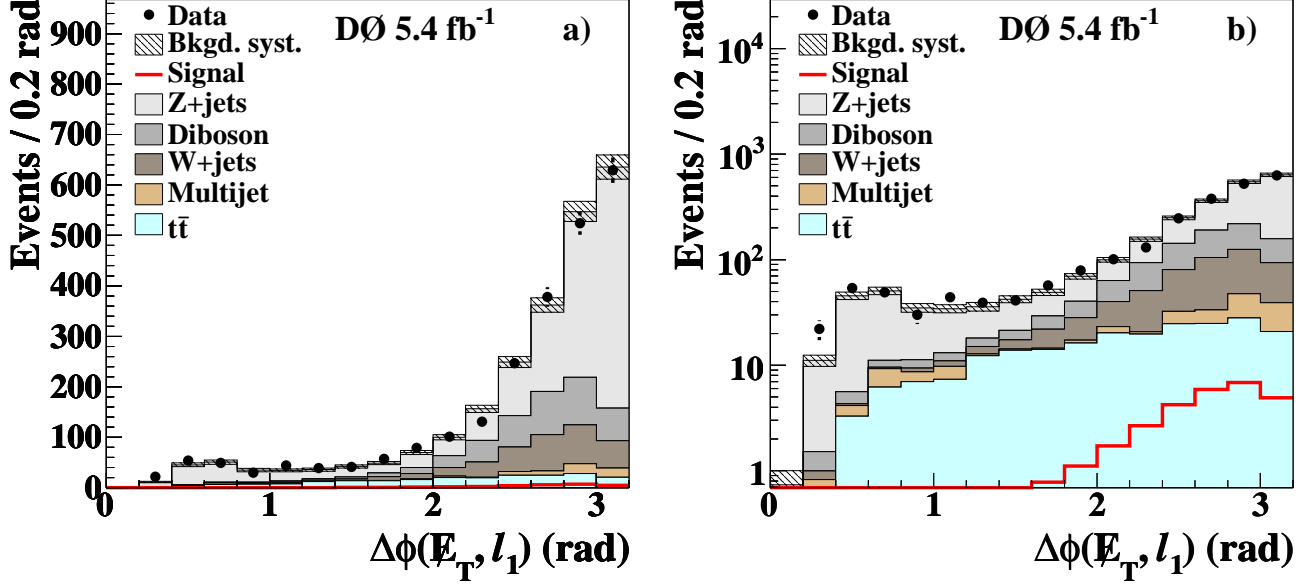 Data
Bkgd. syst.
Signal
Z+jets
Diboson
W+jets
Multijet
tt̄
DØ 5.4 fb⁻¹
a)
Events / 0.2 rad
900
800
700
600
500
400
300
200
100
0
0 1 2 3
Δϕ(E̸_T, l₁) (rad)
Data
Bkgd. syst.
Signal
Z+jets
Diboson
W+jets
Multijet
tt̄
DØ 5.4 fb⁻¹
b)
Events / 0.2 rad
10⁴
10³
10²
10
1
0 1 2 3
Δϕ(E̸_T, l₁) (rad)